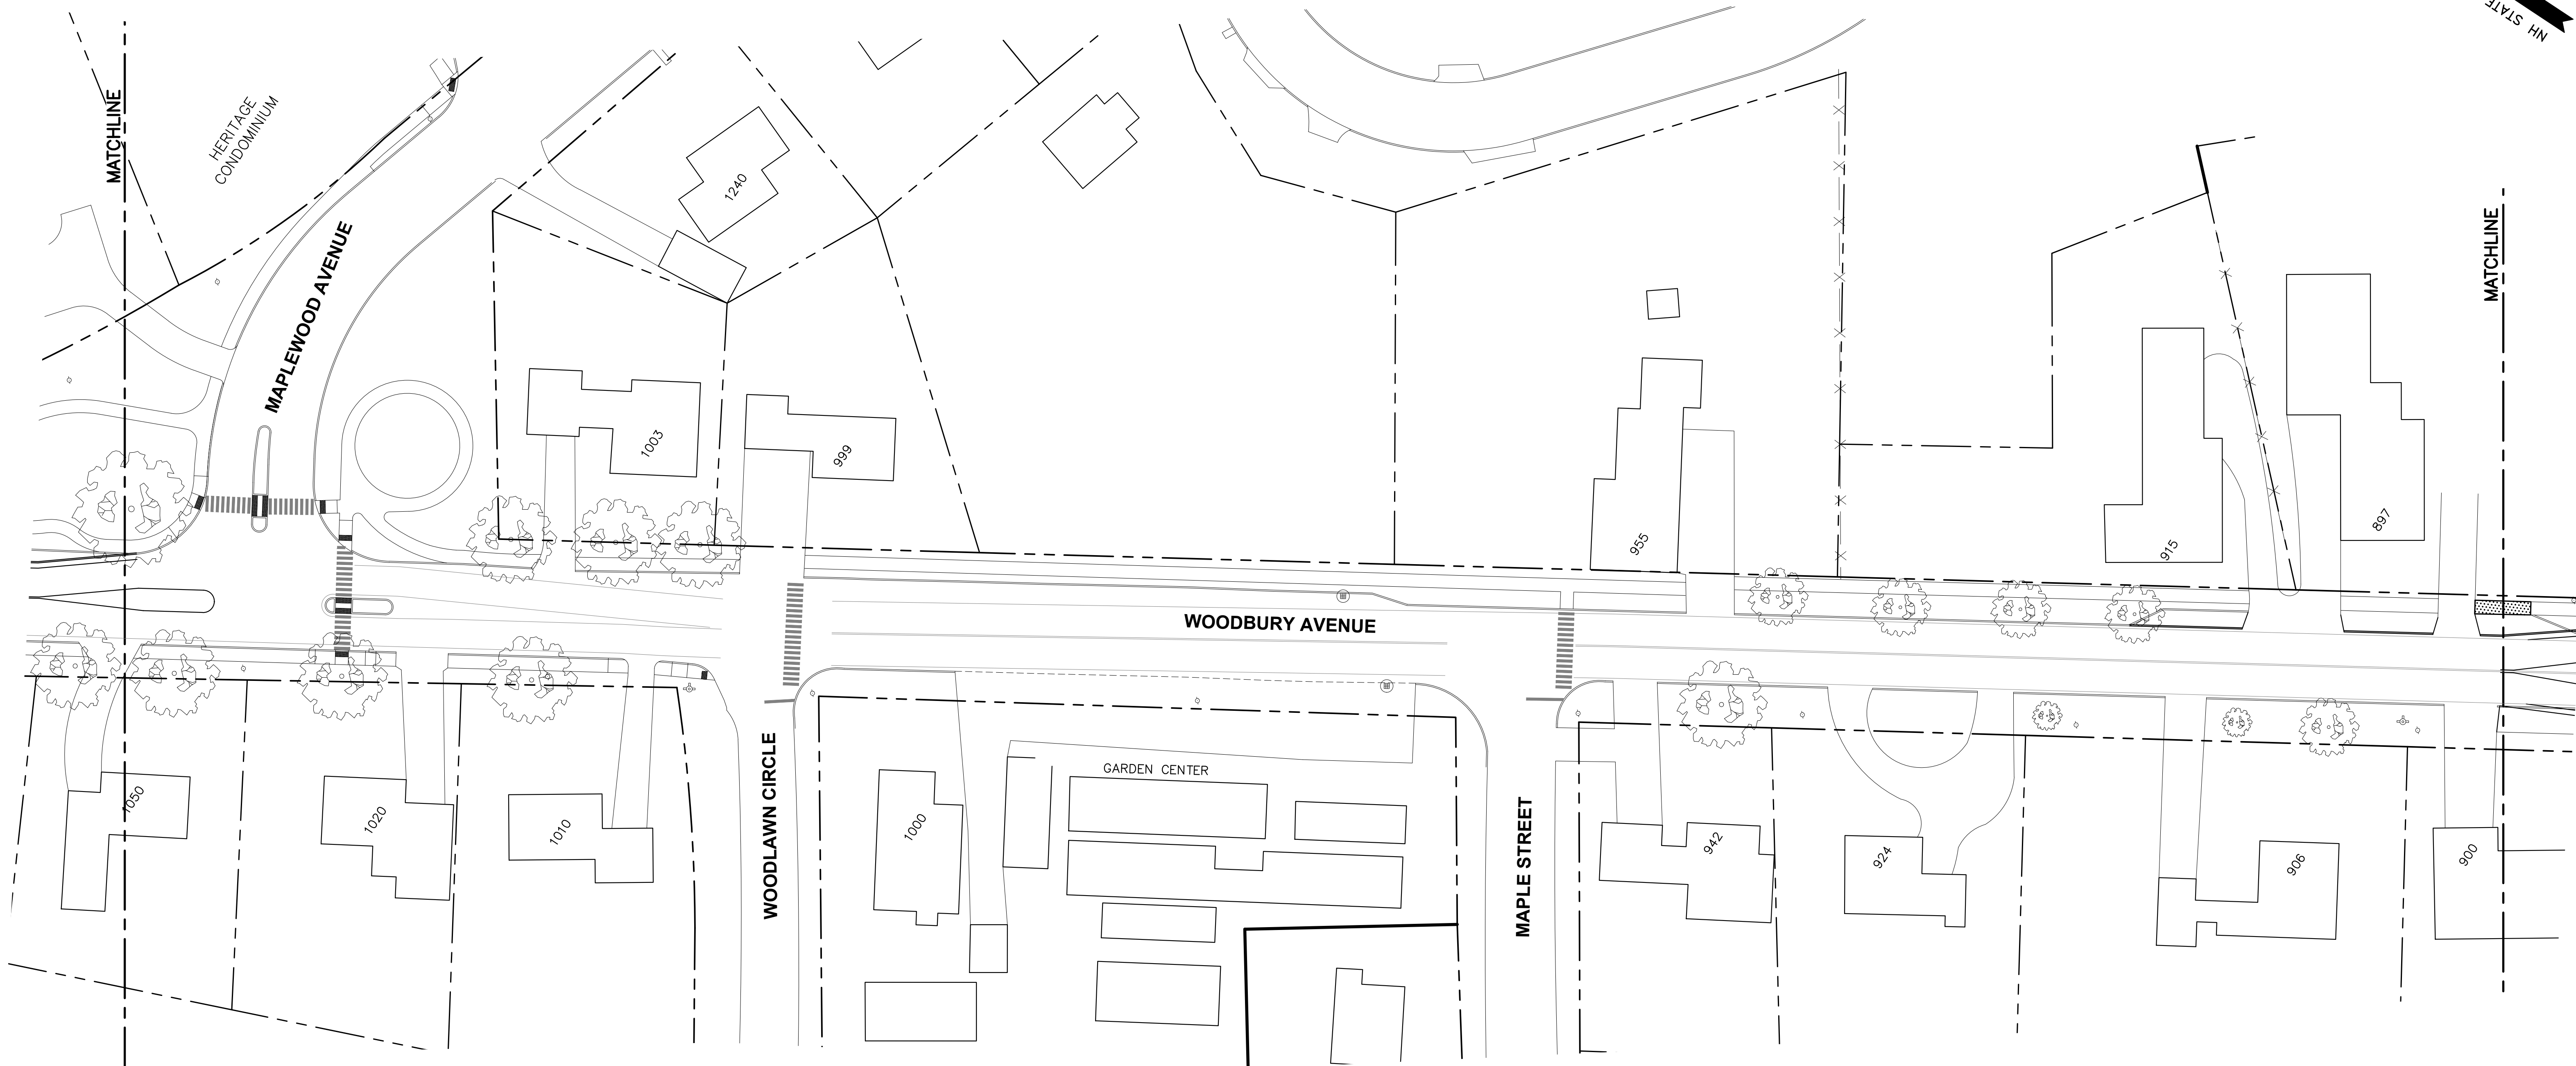 NH STATE
MATCHLINE
HERITAGE
CONDOMINIUM
MAPLEWOOD AVENUE
1240
MATCHLINE
1003
999
955
915
897
WOODBURY AVENUE
1050
1020
1010
WOODLAWN CIRCLE
1000
GARDEN CENTER
MAPLE STREET
942
924
906
900